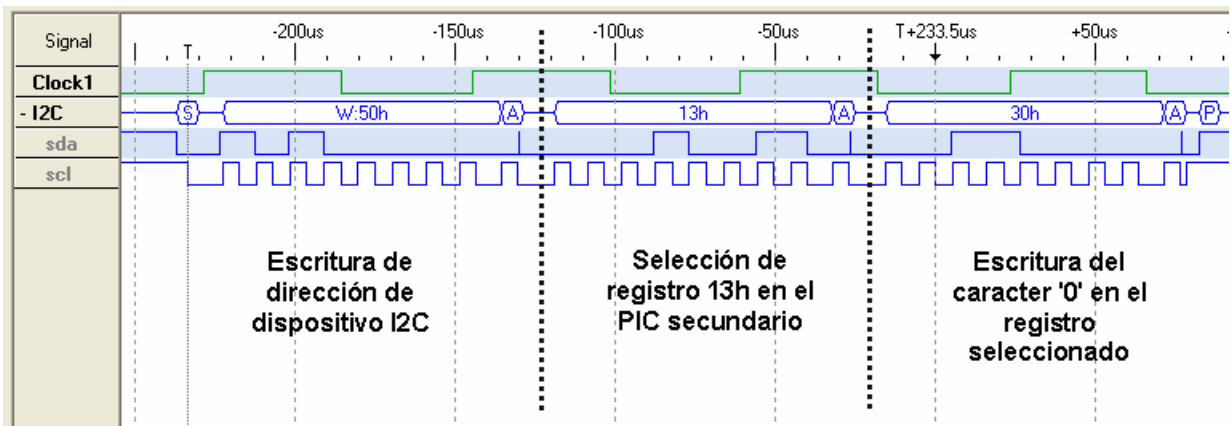 Signal
T
-200us
-150us
-100us
-50us
T+233.5us
+50us
Clock1
- I2C
S
W:50h
A
13h
A
30h
A
P
sda
scl
Escritura de
dirección de
dispositivo I2C
Selección de
registro 13h en el
PIC secundario
Escritura del
caracter '0' en el
registro
seleccionado